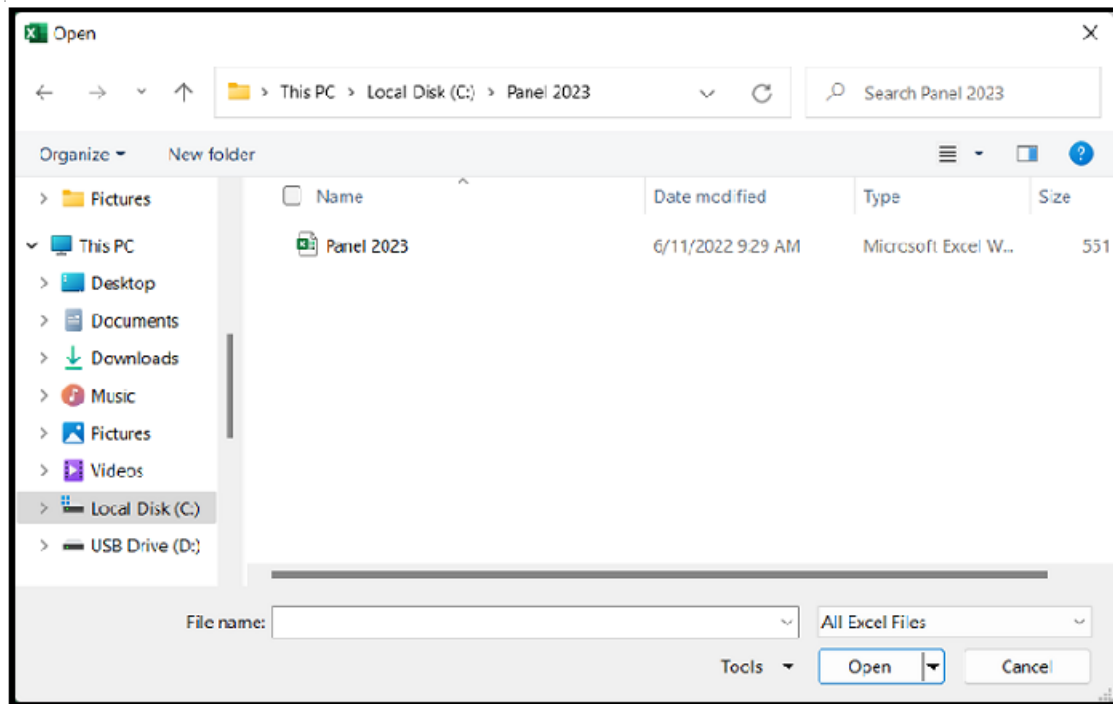 Open
This PC > Local Disk (C:) > Panel 2023
Search Panel 2023
Organize
New folder
Name
Date modified
Type
Size
Panel 2023
6/11/2022 9:29 AM
Microsoft Excel W...
551
Pictures
This PC
Desktop
Documents
Downloads
Music
Pictures
Videos
Local Disk (C:)
USB Drive (D:)
File name:
All Excel Files
Tools
Open
Cancel